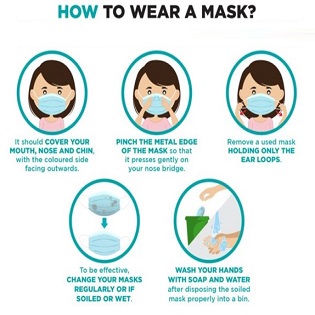 HOW TO WEAR A MASK?
It should COVER YOUR
MOUTH, NOSE AND CHIN,
with the coloured side
facing outwards.
PINCH THE METAL EDGE
OF THE MASK so that
it presses gently on
your nose bridge.
Remove a used mask
HOLDING ONLY THE
EAR LOOPS.
To be effective,
CHANGE YOUR MASKS
REGULARLY OR IF
SOILED OR WET.
WASH YOUR HANDS
WITH SOAP AND WATER
after disposing the soiled
mask properly into a bin.